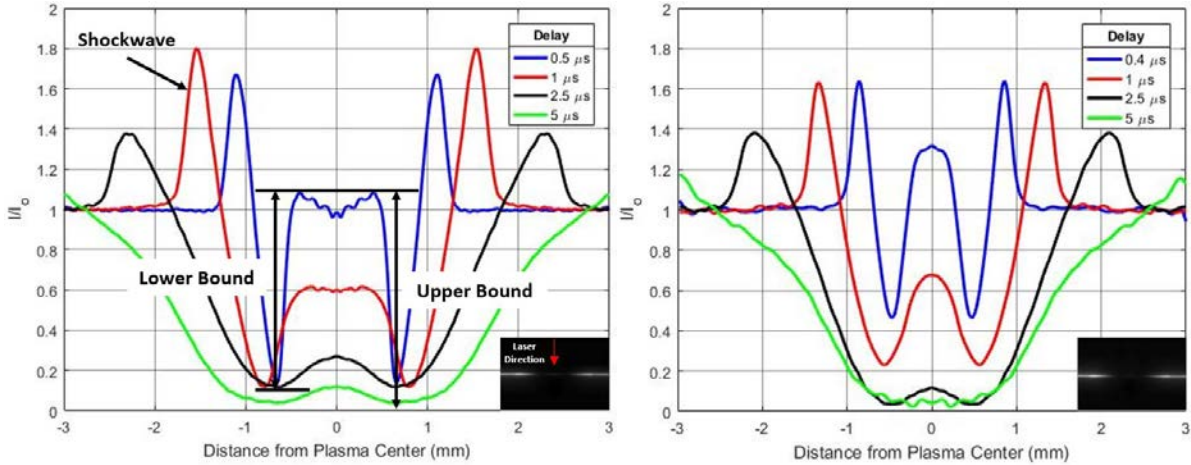 2
1.8
1.6
1.4
1.2
1
0.8
0.6
0.4
0.2
0
I/Io
-3 -2 -1 0 1 2 3
Distance from Plasma Center (mm)
Shockwave
Delay
0.5 μs
1 μs
2.5 μs
5 μs
Lower Bound
Upper Bound
Laser
Direction
2
1.8
1.6
1.4
1.2
1
0.8
0.6
0.4
0.2
0
I/Io
-3 -2 -1 0 1 2 3
Distance from Plasma Center (mm)
Delay
0.4 μs
1 μs
2.5 μs
5 μs